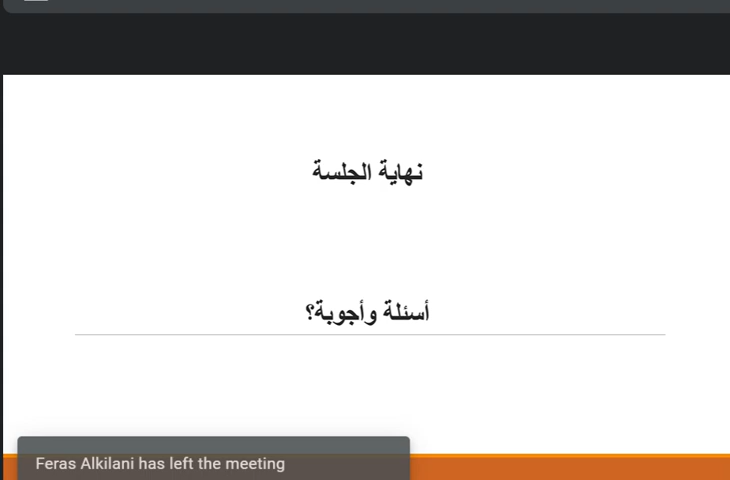 نهاية الجلسة
أسئلة وأجوبة؟
Feras Alkilani has left the meeting